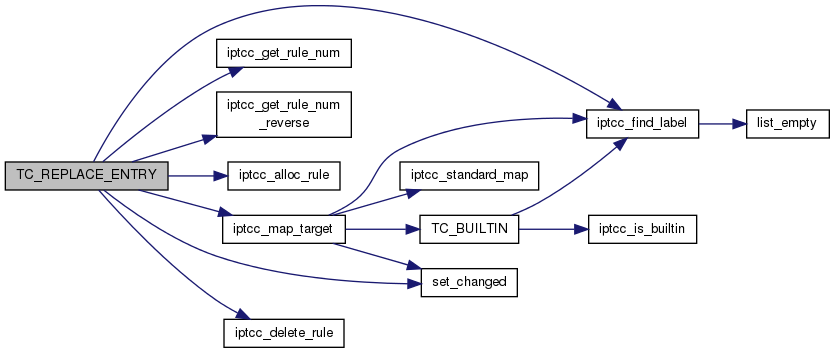 TC_REPLACE_ENTRY
iptcc_get_rule_num
iptcc_get_rule_num
_reverse
iptcc_alloc_rule
iptcc_map_target
iptcc_delete_rule
iptcc_standard_map
TC_BUILTIN
set_changed
iptcc_find_label
iptcc_is_builtin
list_empty